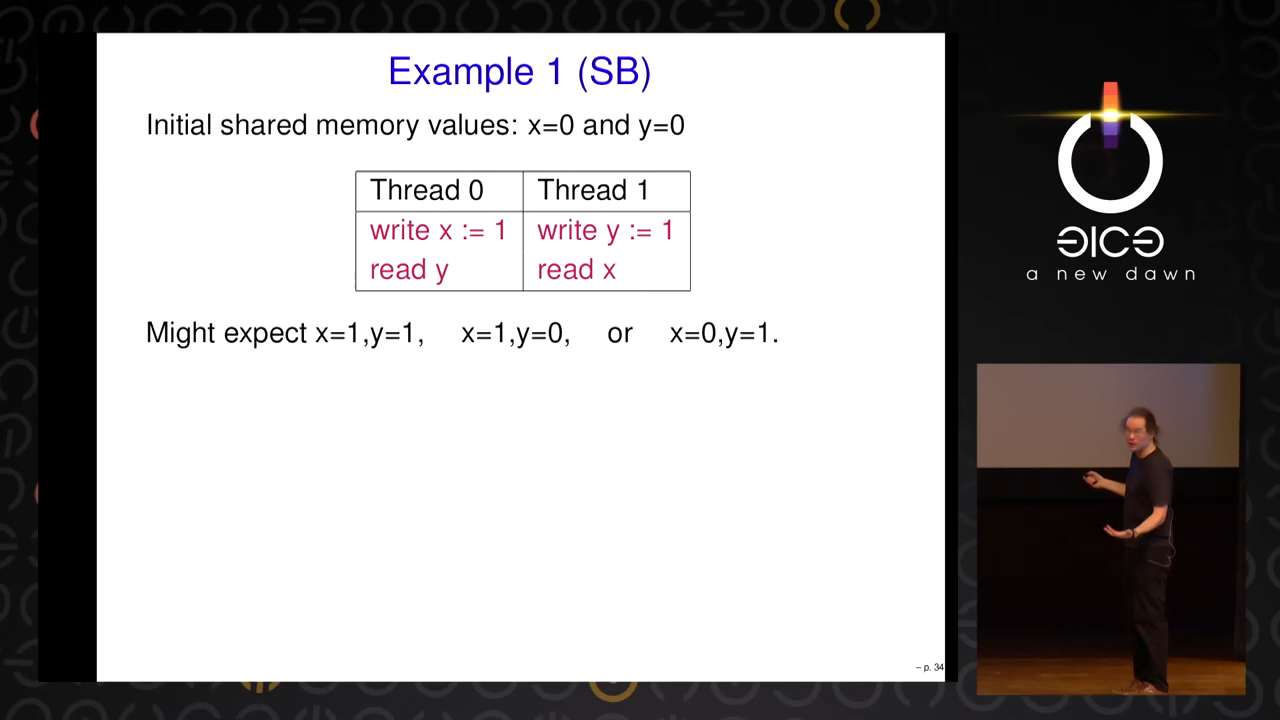 Example 1 (SB)
Initial shared memory values: x=0 and y=0
Thread 0 Thread 1
write x := 1 write y := 1
read y read x
Might expect x=1,y=1, x=1,y=0, or x=0,y=1.
– p. 34
a new dawn